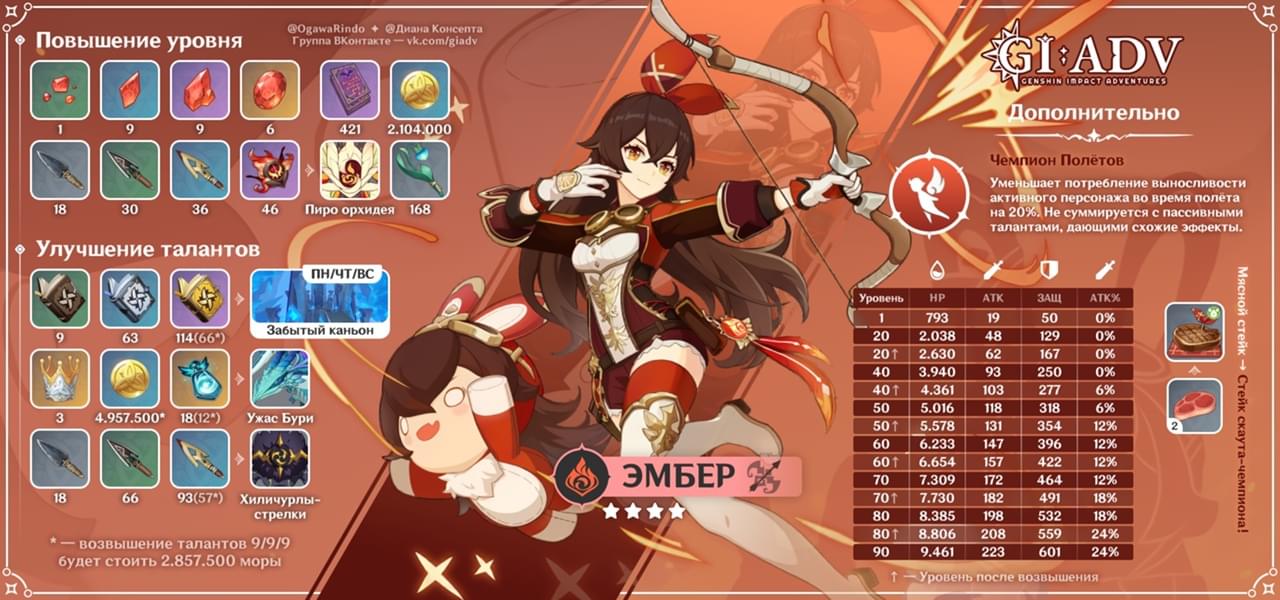 Повышение уровня
@OgawaRindo ✦ @Диана Консепта
Группа ВКонтакте — vk.com/giadv
1 9 9 6 421 2.104.000
18 30 36 46 Пиро орхидея 168
Улучшение талантов
ПН/ЧТ/ВС
Забытый каньон
9 63 114(66*)
3 4.957.500* 18(12*) Ужас Бури
18 66 93(57*) Хиличурлы-
стрелки
* — возвышение талантов 9/9/9
будет стоить 2.857.500 моры
ЭМБЕР
GI·ADV
GENSHIN IMPACT ADVENTURES
Дополнительно
Чемпион Полётов
Уменьшает потребление выносливости
активного персонажа во время полёта
на 20%. Не суммируется с пассивными
талантами, дающими схожие эффекты.
Уровень HP АТК ЗАЩ АТК%
1 793 19 50 0%
20 2.038 48 129 0%
20↑ 2.630 62 167 0%
40 3.940 93 250 0%
40↑ 4.361 103 277 6%
50 5.016 118 318 6%
50↑ 5.578 131 354 12%
60 6.233 147 396 12%
60↑ 6.654 157 422 12%
70 7.309 172 464 12%
70↑ 7.730 182 491 18%
80 8.385 198 532 18%
80↑ 8.806 208 559 24%
90 9.461 223 601 24%
↑ — Уровень после возвышения
2
Мясной стейк → Стейк скаута-чемпиона!